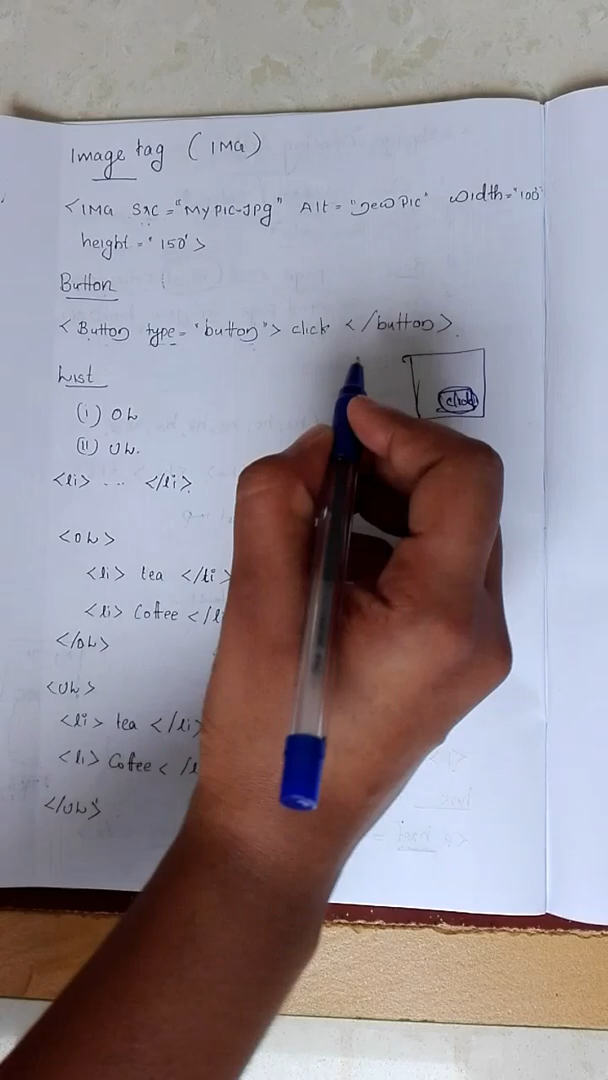 Image tag (IMG)
<IMG src="My pic.jpg" Alt="New Pic" width="100"
height="150">
Button
<Button type="button"> click </button>
List
click
(i) OL
(ii) UL.
<li> ... </li>
<OL>
<li> tea </li>
<li> Coffee </l
</OL>
<UL>
<li> tea </li>
<li> Coffee < /l
</UL>